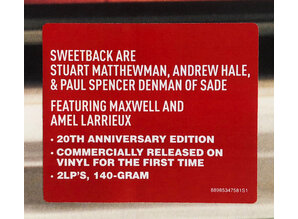 SWEETBACK ARE
STUART MATTHEWMAN, ANDREW HALE,
& PAUL SPENCER DENMAN OF SADE
FEATURING MAXWELL AND
AMEL LARRIEUX
• 20TH ANNIVERSARY EDITION
• COMMERCIALLY RELEASED ON
VINYL FOR THE FIRST TIME
• 2LP'S, 140-GRAM
88985347581S1